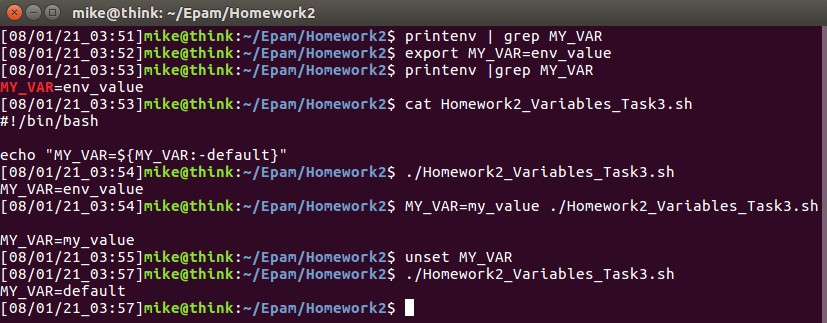 mike@think: ~/Epam/Homework2
[08/01/21_03:51]mike@think:~/Epam/Homework2$ printenv | grep MY_VAR
[08/01/21_03:52]mike@think:~/Epam/Homework2$ export MY_VAR=env_value
[08/01/21_03:53]mike@think:~/Epam/Homework2$ printenv |grep MY_VAR
MY_VAR=env_value
[08/01/21_03:53]mike@think:~/Epam/Homework2$ cat Homework2_Variables_Task3.sh
#!/bin/bash
echo "MY_VAR=${MY_VAR:-default}"
[08/01/21_03:54]mike@think:~/Epam/Homework2$ ./Homework2_Variables_Task3.sh
MY_VAR=env_value
[08/01/21_03:54]mike@think:~/Epam/Homework2$ MY_VAR=my_value ./Homework2_Variables_Task3.sh
MY_VAR=my_value
[08/01/21_03:55]mike@think:~/Epam/Homework2$ unset MY_VAR
[08/01/21_03:57]mike@think:~/Epam/Homework2$ ./Homework2_Variables_Task3.sh
MY_VAR=default
[08/01/21_03:57]mike@think:~/Epam/Homework2$